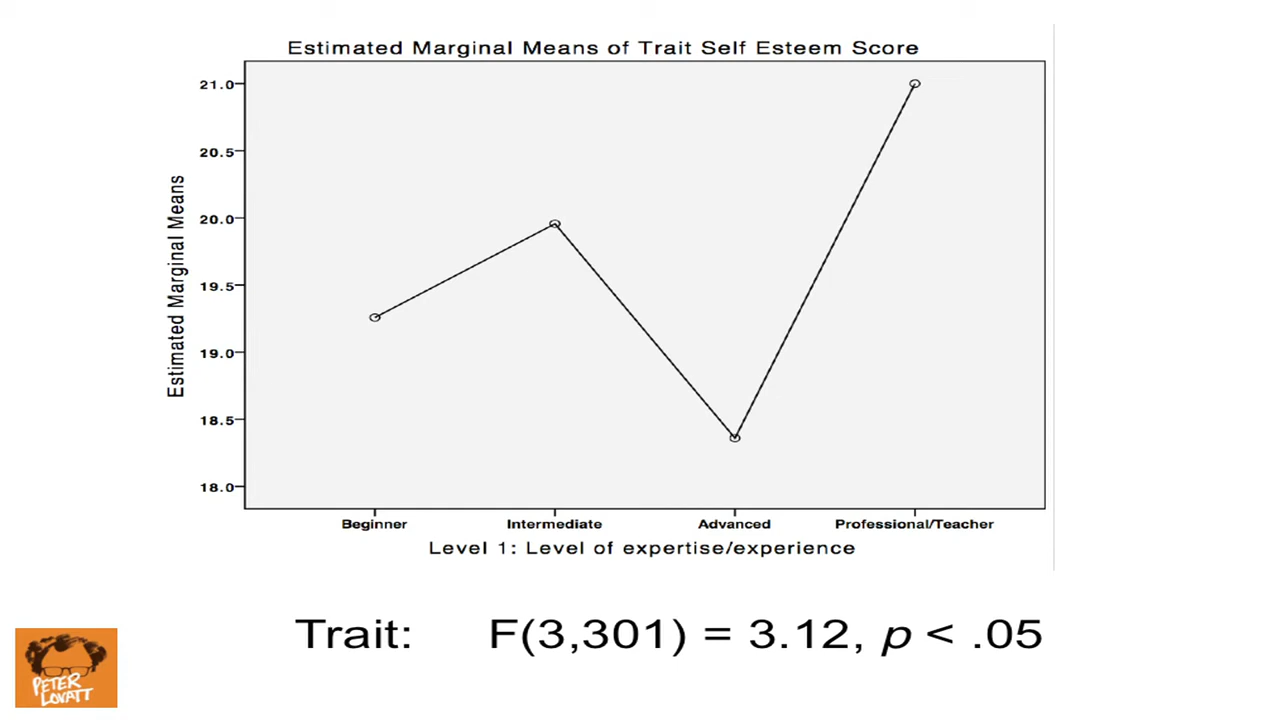 Estimated Marginal Means of Trait Self Esteem Score
Estimated Marginal Means
21.0
20.5
20.0
19.5
19.0
18.5
18.0
Beginner Intermediate Advanced Professional/Teacher
Level 1: Level of expertise/experience
Trait: F(3,301) = 3.12, p < .05
PETER
LOVATT